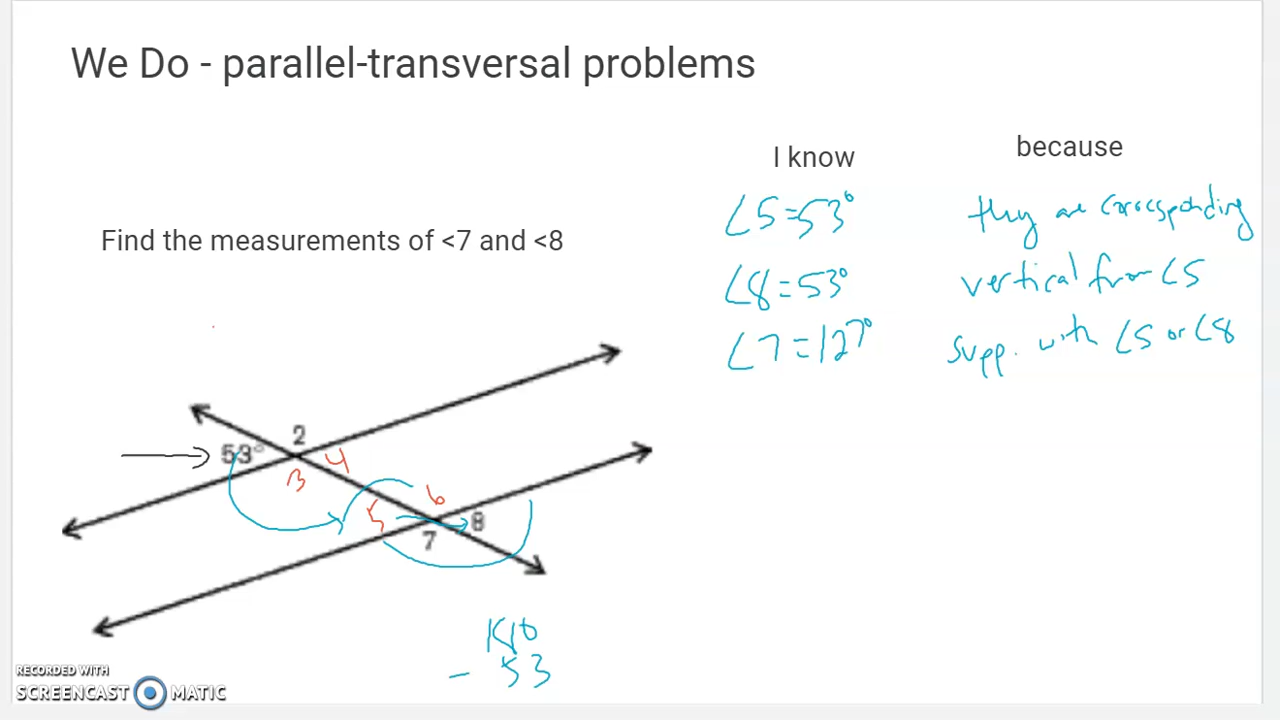 We Do - parallel-transversal problems
I know
because
∠5=53°
they are corresponding
Find the measurements of <7 and <8
∠8=53°
vertical from ∠5
∠7=127°
supp. with ∠5 or ∠8
2
53°
4
3
6
5
8
7
- 53
RECORDED WITH
SCREENCAST MATIC